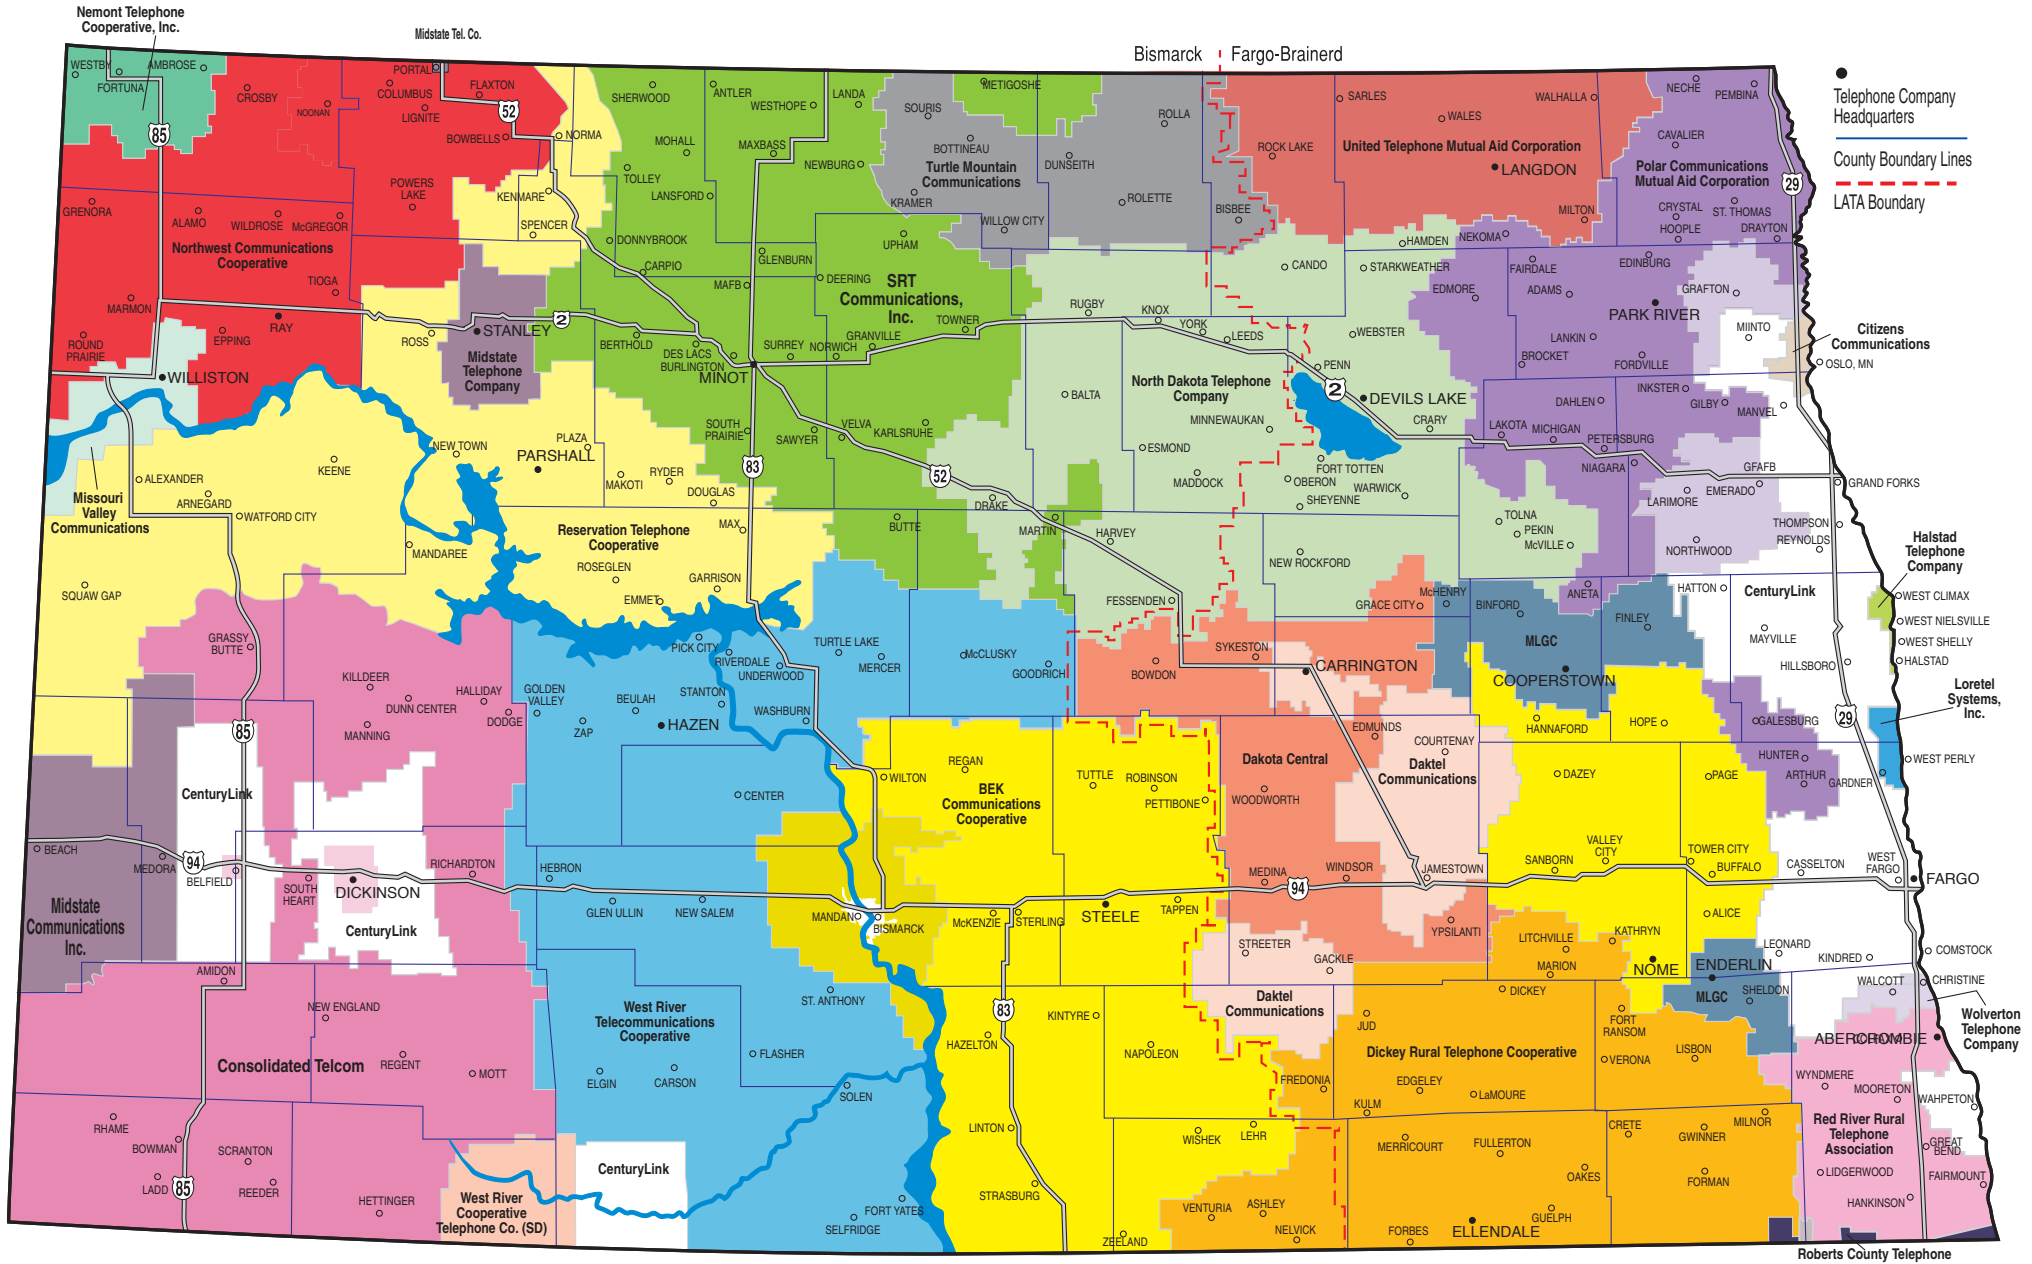 Nemont Telephone
Cooperative, Inc.
Midstate Tel. Co.
Bismarck
Fargo-Brainerd
Telephone Company
Headquarters
County Boundary Lines
LATA Boundary
WESTBY
AMBROSE
FORTUNA
CROSBY
NOONAN
PORTAL
COLUMBUS
FLAXTON
LIGNITE
BOWBELLS
52
NORMA
85
SHERWOOD
ANTLER
WESTHOPE
LANDA
SOURIS
METIGOSHE
ROLLA
SARLES
WALHALLA
WALES
NECHE
PEMBINA
CAVALIER
MOHALL
MAXBASS
NEWBURG
BOTTINEAU
DUNSEITH
ROCK LAKE
United Telephone Mutual Aid Corporation
LANGDON
Turtle Mountain
Communications
Polar Communications
Mutual Aid Corporation
29
TOLLEY
LANSFORD
KRAMER
ROLETTE
BISBEE
WILLOW CITY
MILTON
CRYSTAL
ST. THOMAS
HOOPLE
DRAYTON
POWERS
LAKE
KENMARE
SPENCER
GRENORA
ALAMO
WILDROSE
McGREGOR
Northwest Communications
Cooperative
TIOGA
MARMON
RAY
ROUND
PRAIRIE
EPPING
WILLISTON
DONNYBROOK
CARPIO
GLENBURN
UPHAM
MAFB
DEERING
SRT
Communications,
Inc.
TOWNER
GRANVILLE
NORWICH
SURREY
RUGBY
KNOX
YORK
LEEDS
CANDO
HAMDEN
STARKWEATHER
NEKOMA
WEBSTER
PENN
FAIRDALE
EDINBURG
EDMORE
ADAMS
GRAFTON
PARK RIVER
MIINTO
LANKIN
BROCKET
FORDVILLE
Citizens
Communications
OSLO, MN
ROSS
STANLEY
2
Midstate
Telephone
Company
BERTHOLD
DES LACS
BURLINGTON
MINOT
BALTA
North Dakota Telephone
Company
2
DEVILS LAKE
MINNEWAUKAN
CRARY
LAKOTA
MICHIGAN
PETERSBURG
DAHLEN
INKSTER
GILBY
MANVEL
NIAGARA
GFAFB
EMERADO
LARIMORE
GRAND FORKS
SOUTH
PRAIRIE
SAWYER
VELVA
KARLSRUHE
83
52
ESMOND
MADDOCK
FORT TOTTEN
OBERON
WARWICK
SHEYENNE
TOLNA
PEKIN
McVILLE
THOMPSON
REYNOLDS
NORTHWOOD
NEW TOWN
PLAZA
PARSHALL
MAKOTI
RYDER
DOUGLAS
MAX
KEENE
ALEXANDER
ARNEGARD
WATFORD CITY
Missouri
Valley
Communications
MANDAREE
Reservation Telephone
Cooperative
ROSEGLEN
EMMET
GARRISON
SQUAW GAP
BUTTE
DRAKE
MARTIN
HARVEY
FESSENDEN
NEW ROCKFORD
GRACE CITY
McHENRY
BINFORD
ANETA
FINLEY
HATTON
CenturyLink
MAYVILLE
HILLSBORO
Halstad
Telephone
Company
WEST CLIMAX
WEST NIELSVILLE
WEST SHELLY
HALSTAD
Loretel
Systems,
Inc.
GRASSY
BUTTE
KILLDEER
DUNN CENTER
MANNING
HALLIDAY
DODGE
GOLDEN
VALLEY
ZAP
BEULAH
HAZEN
STANTON
PICK CITY
RIVERDALE
UNDERWOOD
WASHBURN
TURTLE LAKE
MERCER
McCLUSKY
GOODRICH
BOWDON
SYKESTON
CARRINGTON
MLGC
COOPERSTOWN
HANNAFORD
HOPE
GALESBURG
29
HUNTER
ARTHUR
GARDNER
WEST PERLY
85
CenturyLink
CENTER
WILTON
REGAN
BEK
Communications
Cooperative
TUTTLE
ROBINSON
PETTIBONE
Dakota Central
WOODWORTH
EDMUNDS
COURTENAY
Daktel
Communications
DAZEY
PAGE
VALLEY
CITY
SANBORN
TOWER CITY
BUFFALO
CASSELTON
WEST
FARGO
FARGO
BEACH
MEDORA
94
BELFIELD
SOUTH
HEART
DICKINSON
RICHARDTON
CenturyLink
HEBRON
GLEN ULLIN
NEW SALEM
MANDAN
BISMARCK
McKENZIE
STERLING
STEELE
TAPPEN
MEDINA
94
WINDSOR
JAMESTOWN
YPSILANTI
STREETER
GACKLE
LITCHVILLE
MARION
KATHRYN
NOME
ALICE
ENDERLIN
LEONARD
KINDRED
COMSTOCK
Midstate
Communications
Inc.
AMIDON
NEW ENGLAND
REGENT
MOTT
Consolidated Telcom
West River
Telecommunications
Cooperative
ST. ANTHONY
FLASHER
ELGIN
CARSON
SOLEN
83
HAZELTON
KINTYRE
NAPOLEON
Daktel
Communications
JUD
DICKEY
FORT
RANSOM
MLGC
SHELDON
WALCOTT
CHRISTINE
Wolverton
Telephone
Company
Dickey Rural Telephone Cooperative
VERONA
LISBON
ABERCROMBIE
FREDONIA
EDGELEY
LaMOURE
KULM
WYNDMERE
MOORETON
WAHPETON
RHAME
BOWMAN
SCRANTON
LADD
85
REEDER
HETTINGER
West River
Cooperative
Telephone Co. (SD)
CenturyLink
LINTON
WISHEK
LEHR
MERRICOURT
FULLERTON
CRETE
GWINNER
MILNOR
Red River Rural
Telephone
Association
GREAT
BEND
LIDGERWOOD
FAIRMOUNT
HANKINSON
STRASBURG
FORT YATES
SELFRIDGE
ZEELAND
VENTURIA
ASHLEY
NELVICK
FORBES
ELLENDALE
GUELPH
OAKES
FORMAN
Roberts County Telephone